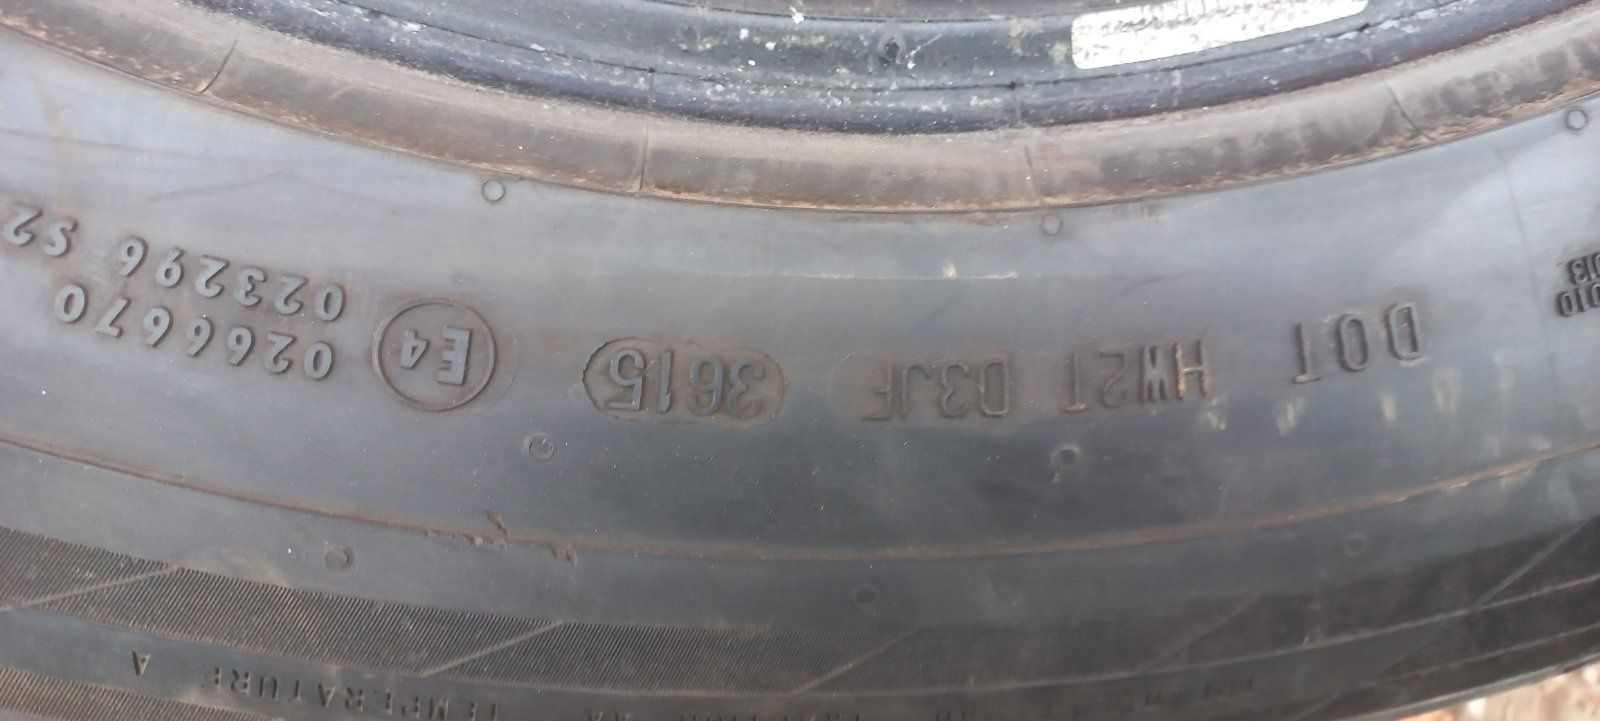 DOT HW2T D3JF 3615 E4
0266670
023296 S2
TEMPERATURE A